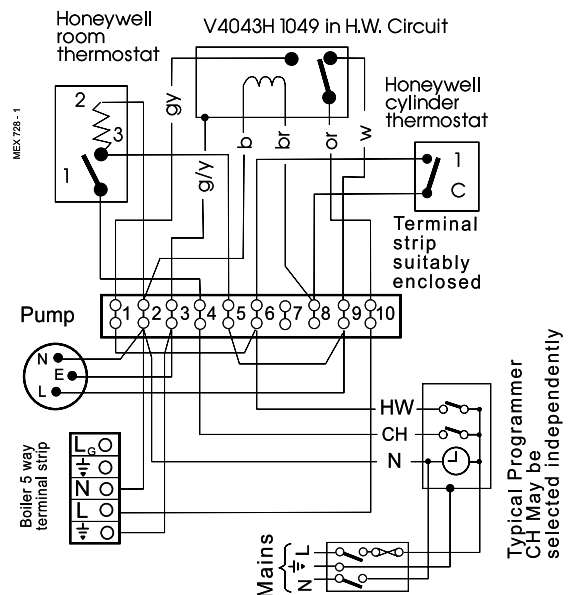 Honeywell
room
thermostat
V4043H 1049 in H.W. Circuit
Honeywell
cylinder
thermostat
MEX 728 - 1
2
3
1
gy
g/y
b
br
or
w
1
C
Terminal
strip
suitably
enclosed
1 2 3 4 5 6 7 8 9 10
Pump
N
E
L
HW
CH
N
Boiler 5 way
terminal strip
LG
N
L
Typical Programmer
CH May be
selected independently
Mains
L
N